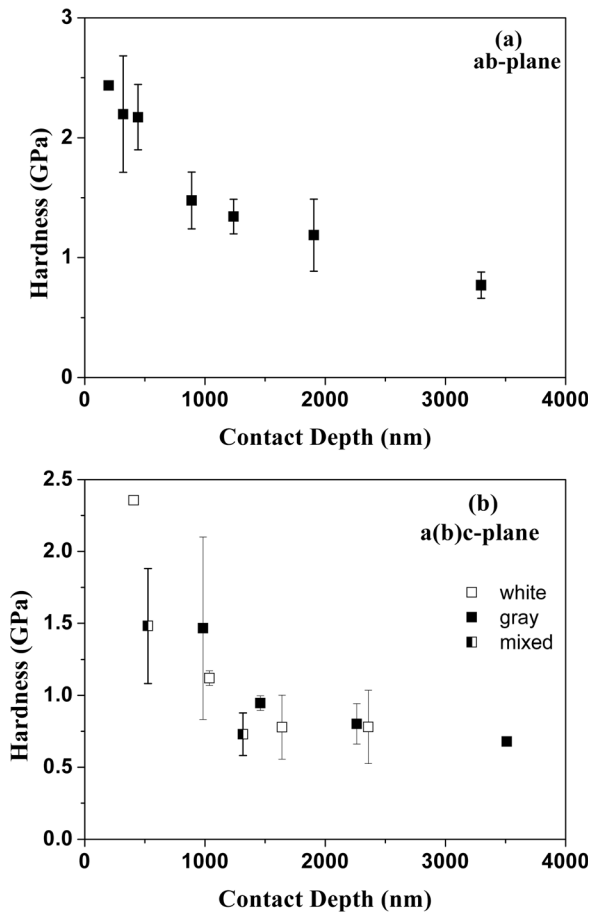 3
(a)
ab-plane
2
Hardness (GPa)
1
0
0 1000 2000 3000 4000
Contact Depth (nm)
2.5
(b)
a(b)c-plane
2.0
white
gray
mixed
1.5
Hardness (GPa)
1.0
0.5
0.0
0 1000 2000 3000 4000
Contact Depth (nm)